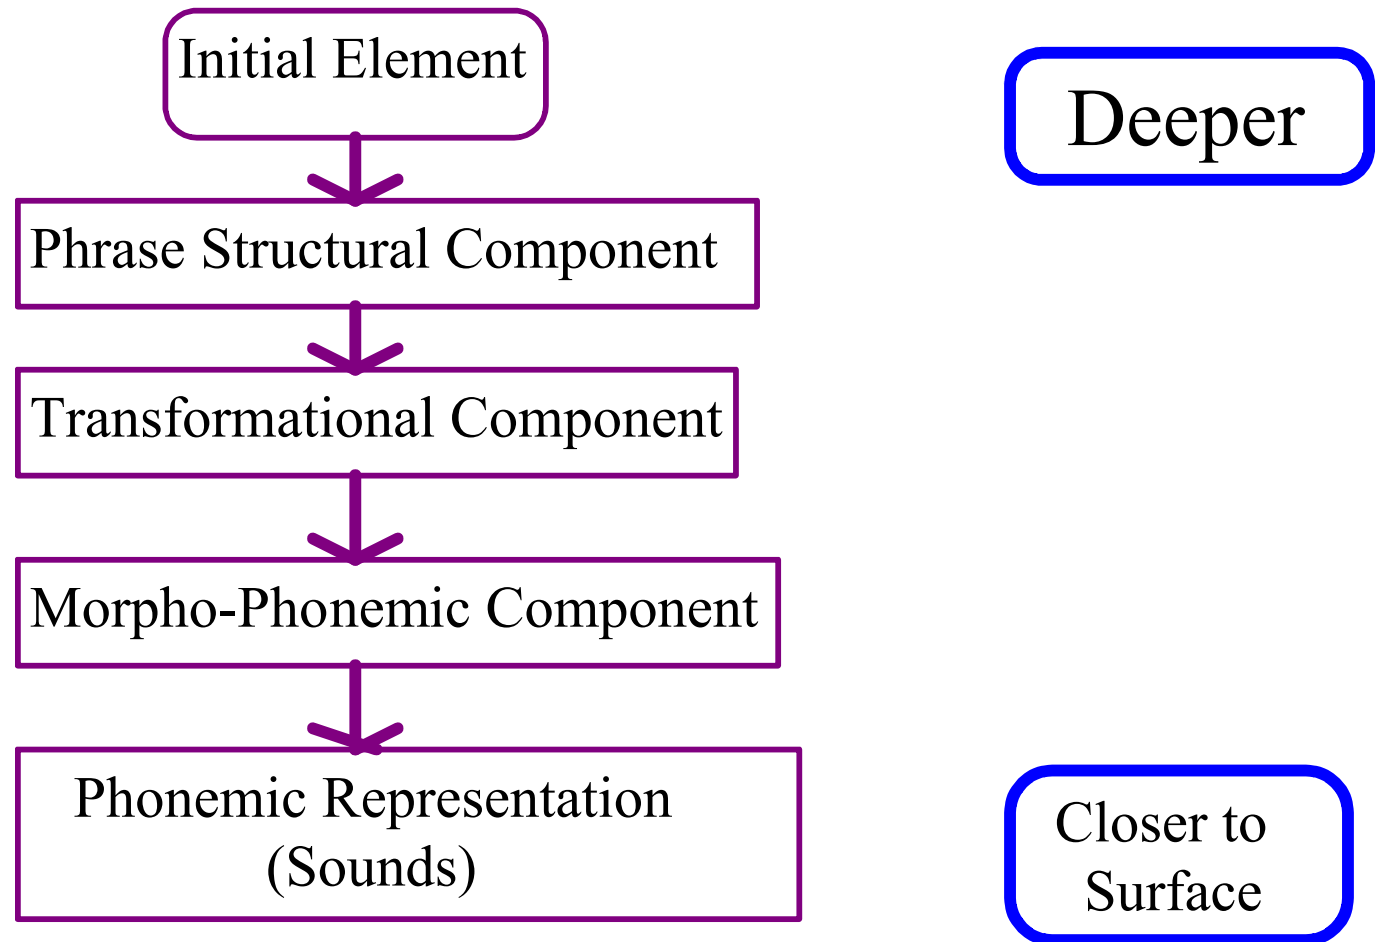 Initial Element
Deeper
Phrase Structural Component
Transformational Component
Morpho-Phonemic Component
Phonemic Representation
(Sounds)
Closer to
Surface